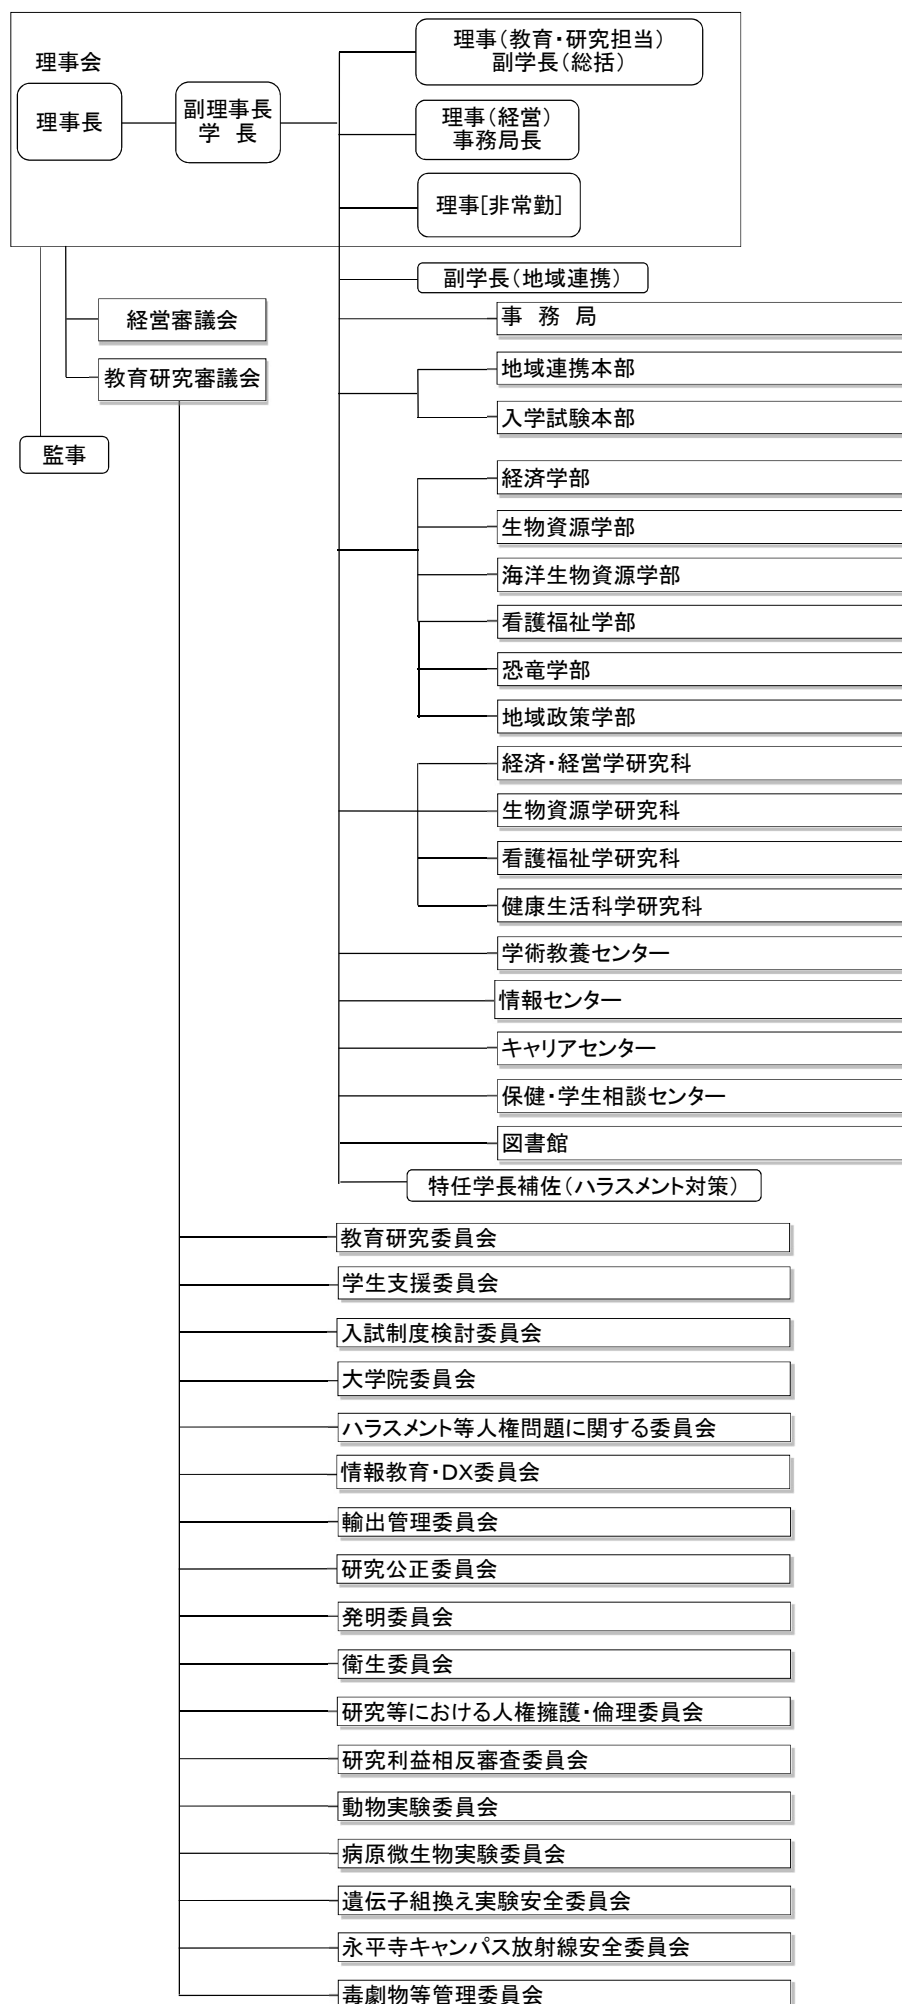 理事会
理事長
副理事長
学　長
理事（教育・研究担当）
副学長（総括）
理事（経営）
事務局長
理事[非常勤]
副学長（地域連携）
経営審議会
教育研究審議会
監事
事　務　局
地域連携本部
入学試験本部
経済学部
生物資源学部
海洋生物資源学部
看護福祉学部
恐竜学部
地域政策学部
経済・経営学研究科
生物資源学研究科
看護福祉学研究科
健康生活科学研究科
学術教養センター
情報センター
キャリアセンター
保健・学生相談センター
図書館
特任学長補佐（ハラスメント対策）
教育研究委員会
学生支援委員会
入試制度検討委員会
大学院委員会
ハラスメント等人権問題に関する委員会
情報教育・DX委員会
輸出管理委員会
研究公正委員会
発明委員会
衛生委員会
研究等における人権擁護・倫理委員会
研究利益相反審査委員会
動物実験委員会
病原微生物実験委員会
遺伝子組換え実験安全委員会
永平寺キャンパス放射線安全委員会
毒劇物等管理委員会